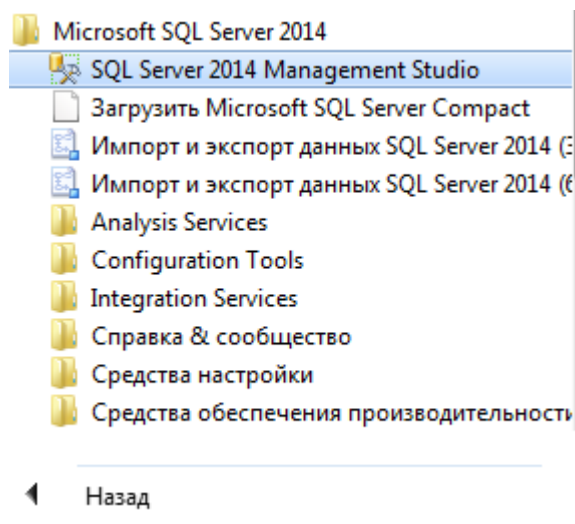 Microsoft SQL Server 2014
SQL Server 2014 Management Studio
Загрузить Microsoft SQL Server Compact
Импорт и экспорт данных SQL Server 2014 (3
Импорт и экспорт данных SQL Server 2014 (6
Analysis Services
Configuration Tools
Integration Services
Справка & сообщество
Средства настройки
Средства обеспечения производительности
Назад